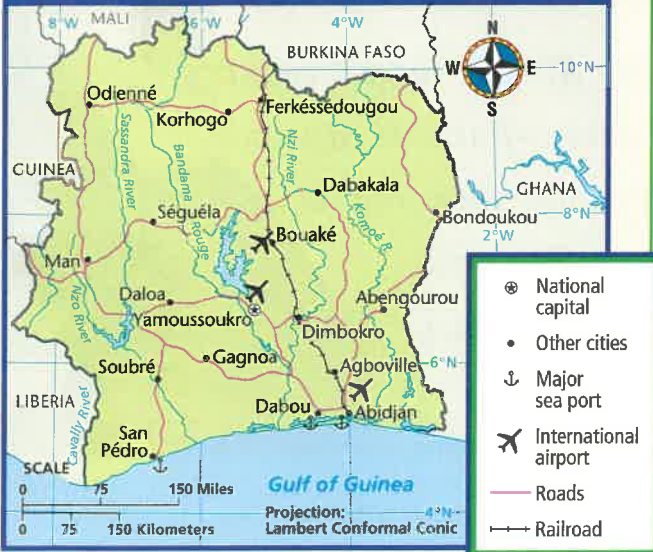 8°W
MALI
6°W
4°W
BURKINA FASO
N
W
E
S
10°N
Odienné
Korhogo
Ferkéssédougou
Sassandra River
Bandama
Rouge
Nzi River
GUINEA
Dabakala
Komoé R.
GHANA
Séguéla
Bondoukou
8°N
2°W
Bouaké
Man
Nzo River
Daloa
Yamoussoukro
Abengourou
Dimbokro
Gagnoa
Agboville
6°N
Soubré
LIBERIA
Cavally River
Dabou
Abidjan
San
Pédro
SCALE
0 75 150 Miles
0 75 150 Kilometers
Gulf of Guinea
Projection:
Lambert Conformal Conic
4°N
National
capital
Other cities
Major
sea port
International
airport
Roads
Railroad